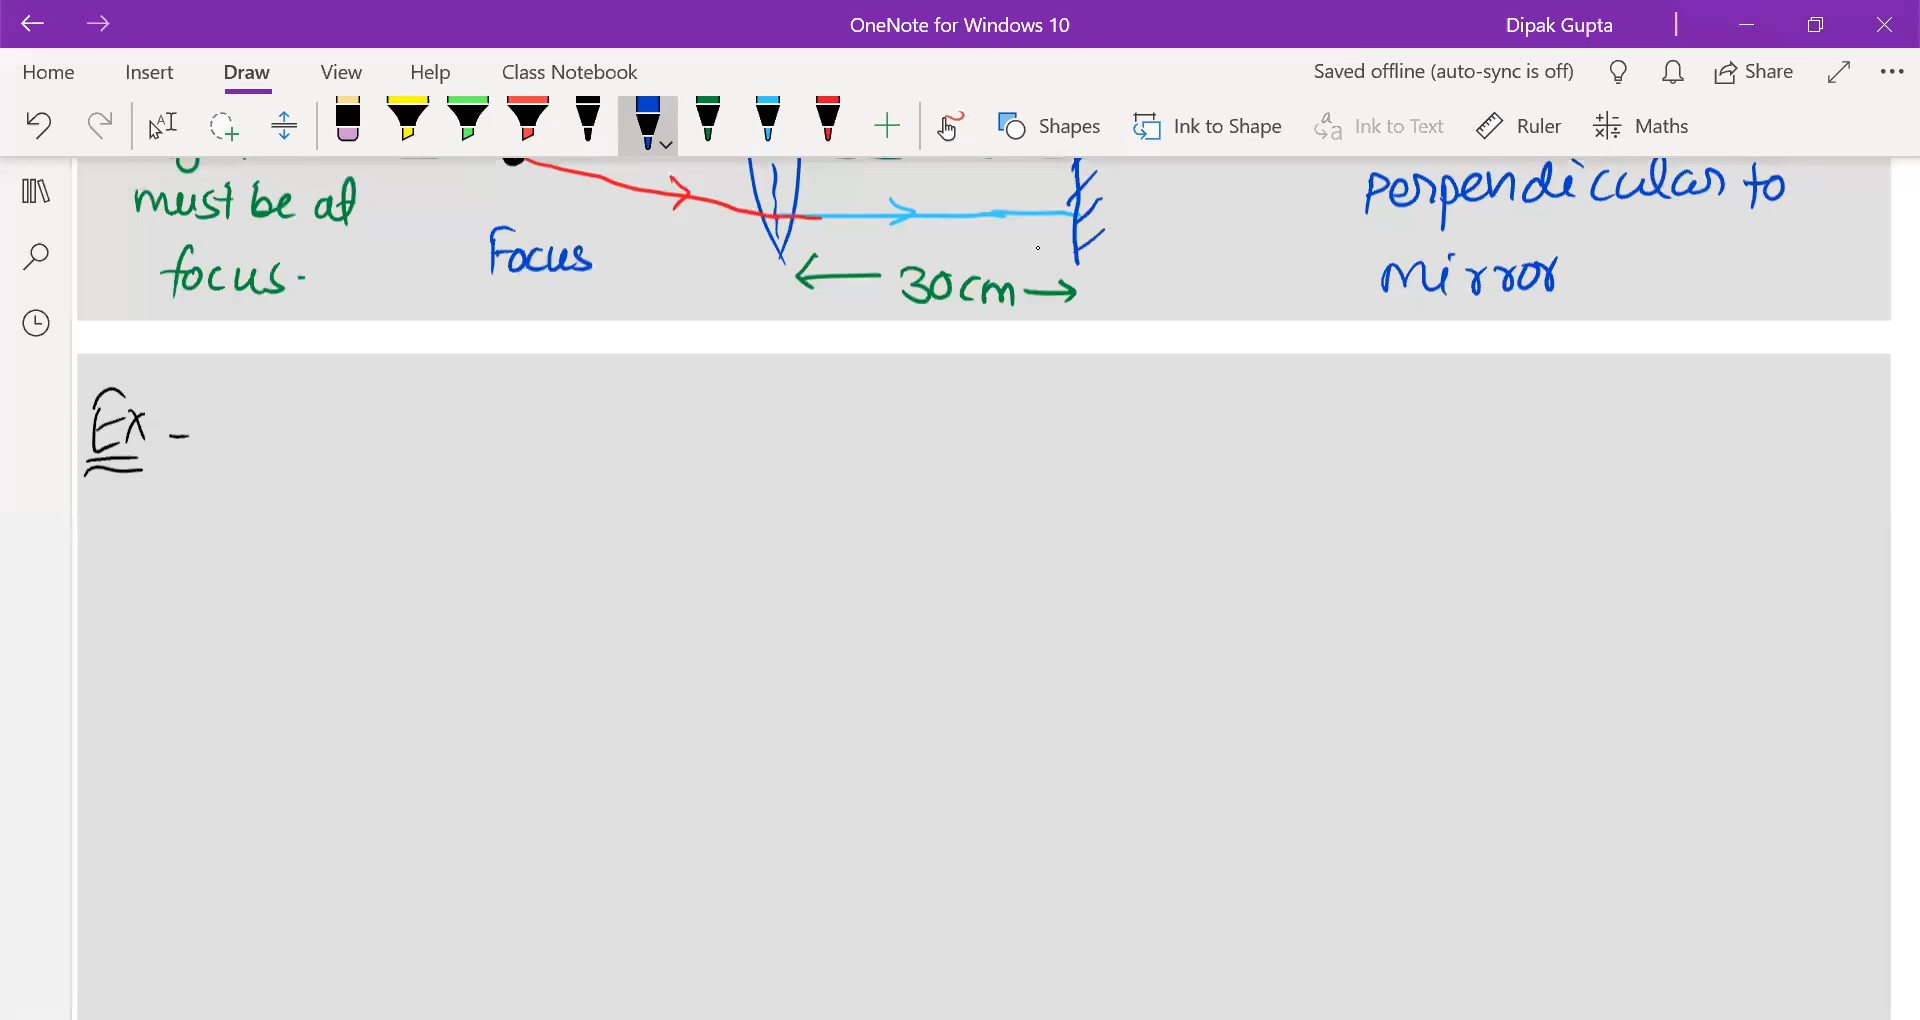 OneNote for Windows 10
Dipak Gupta
Home Insert Draw View Help Class Notebook
Saved offline (auto-sync is off) Share
Shapes Ink to Shape Ink to Text Ruler Maths
must be at
focus.
Focus
30cm
perpendicular to
mirror
Ex -